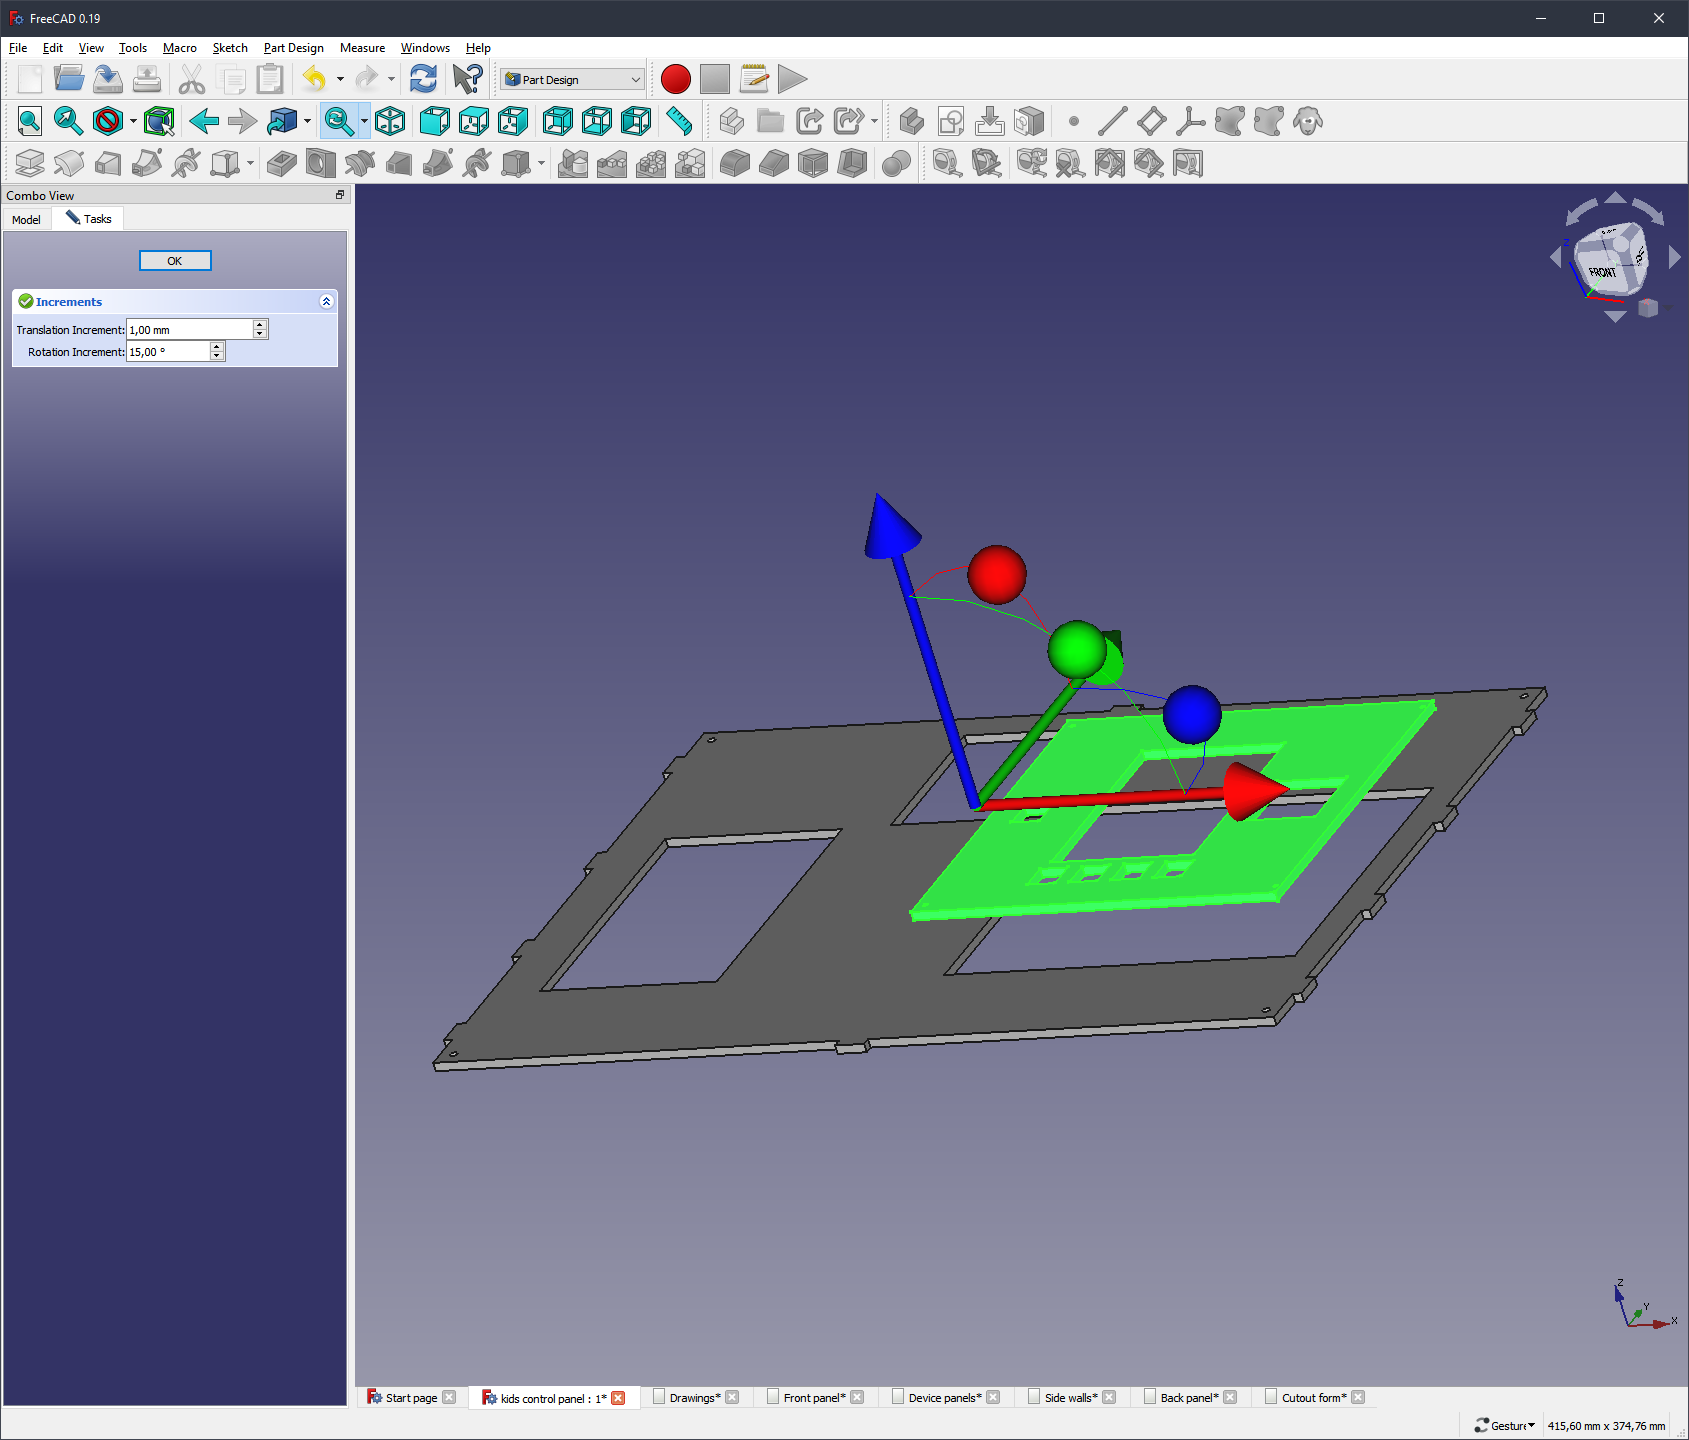 FreeCAD 0.19
File Edit View Tools Macro Sketch Part Design Measure Windows Help
Part Design
Combo View
Model Tasks
OK
Increments
Translation Increment: 1,00 mm
Rotation Increment: 15,00 °
Z
FRONT
Z
Y
X
Start page kids control panel : 1* Drawings* Front panel* Device panels* Side walls* Back panel* Cutout form*
Gesture 415,60 mm x 374,76 mm